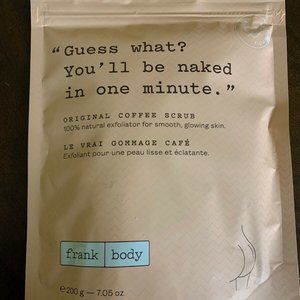 “Guess what?
You'll be naked
in one minute.”
ORIGINAL COFFEE SCRUB
100% natural exfoliator for smooth, glowing skin.
LE VRAI GOMMAGE CAFÉ
Exfoliant pour une peau lisse et éclatante.
frank body
℮200 g — 7.05 oz